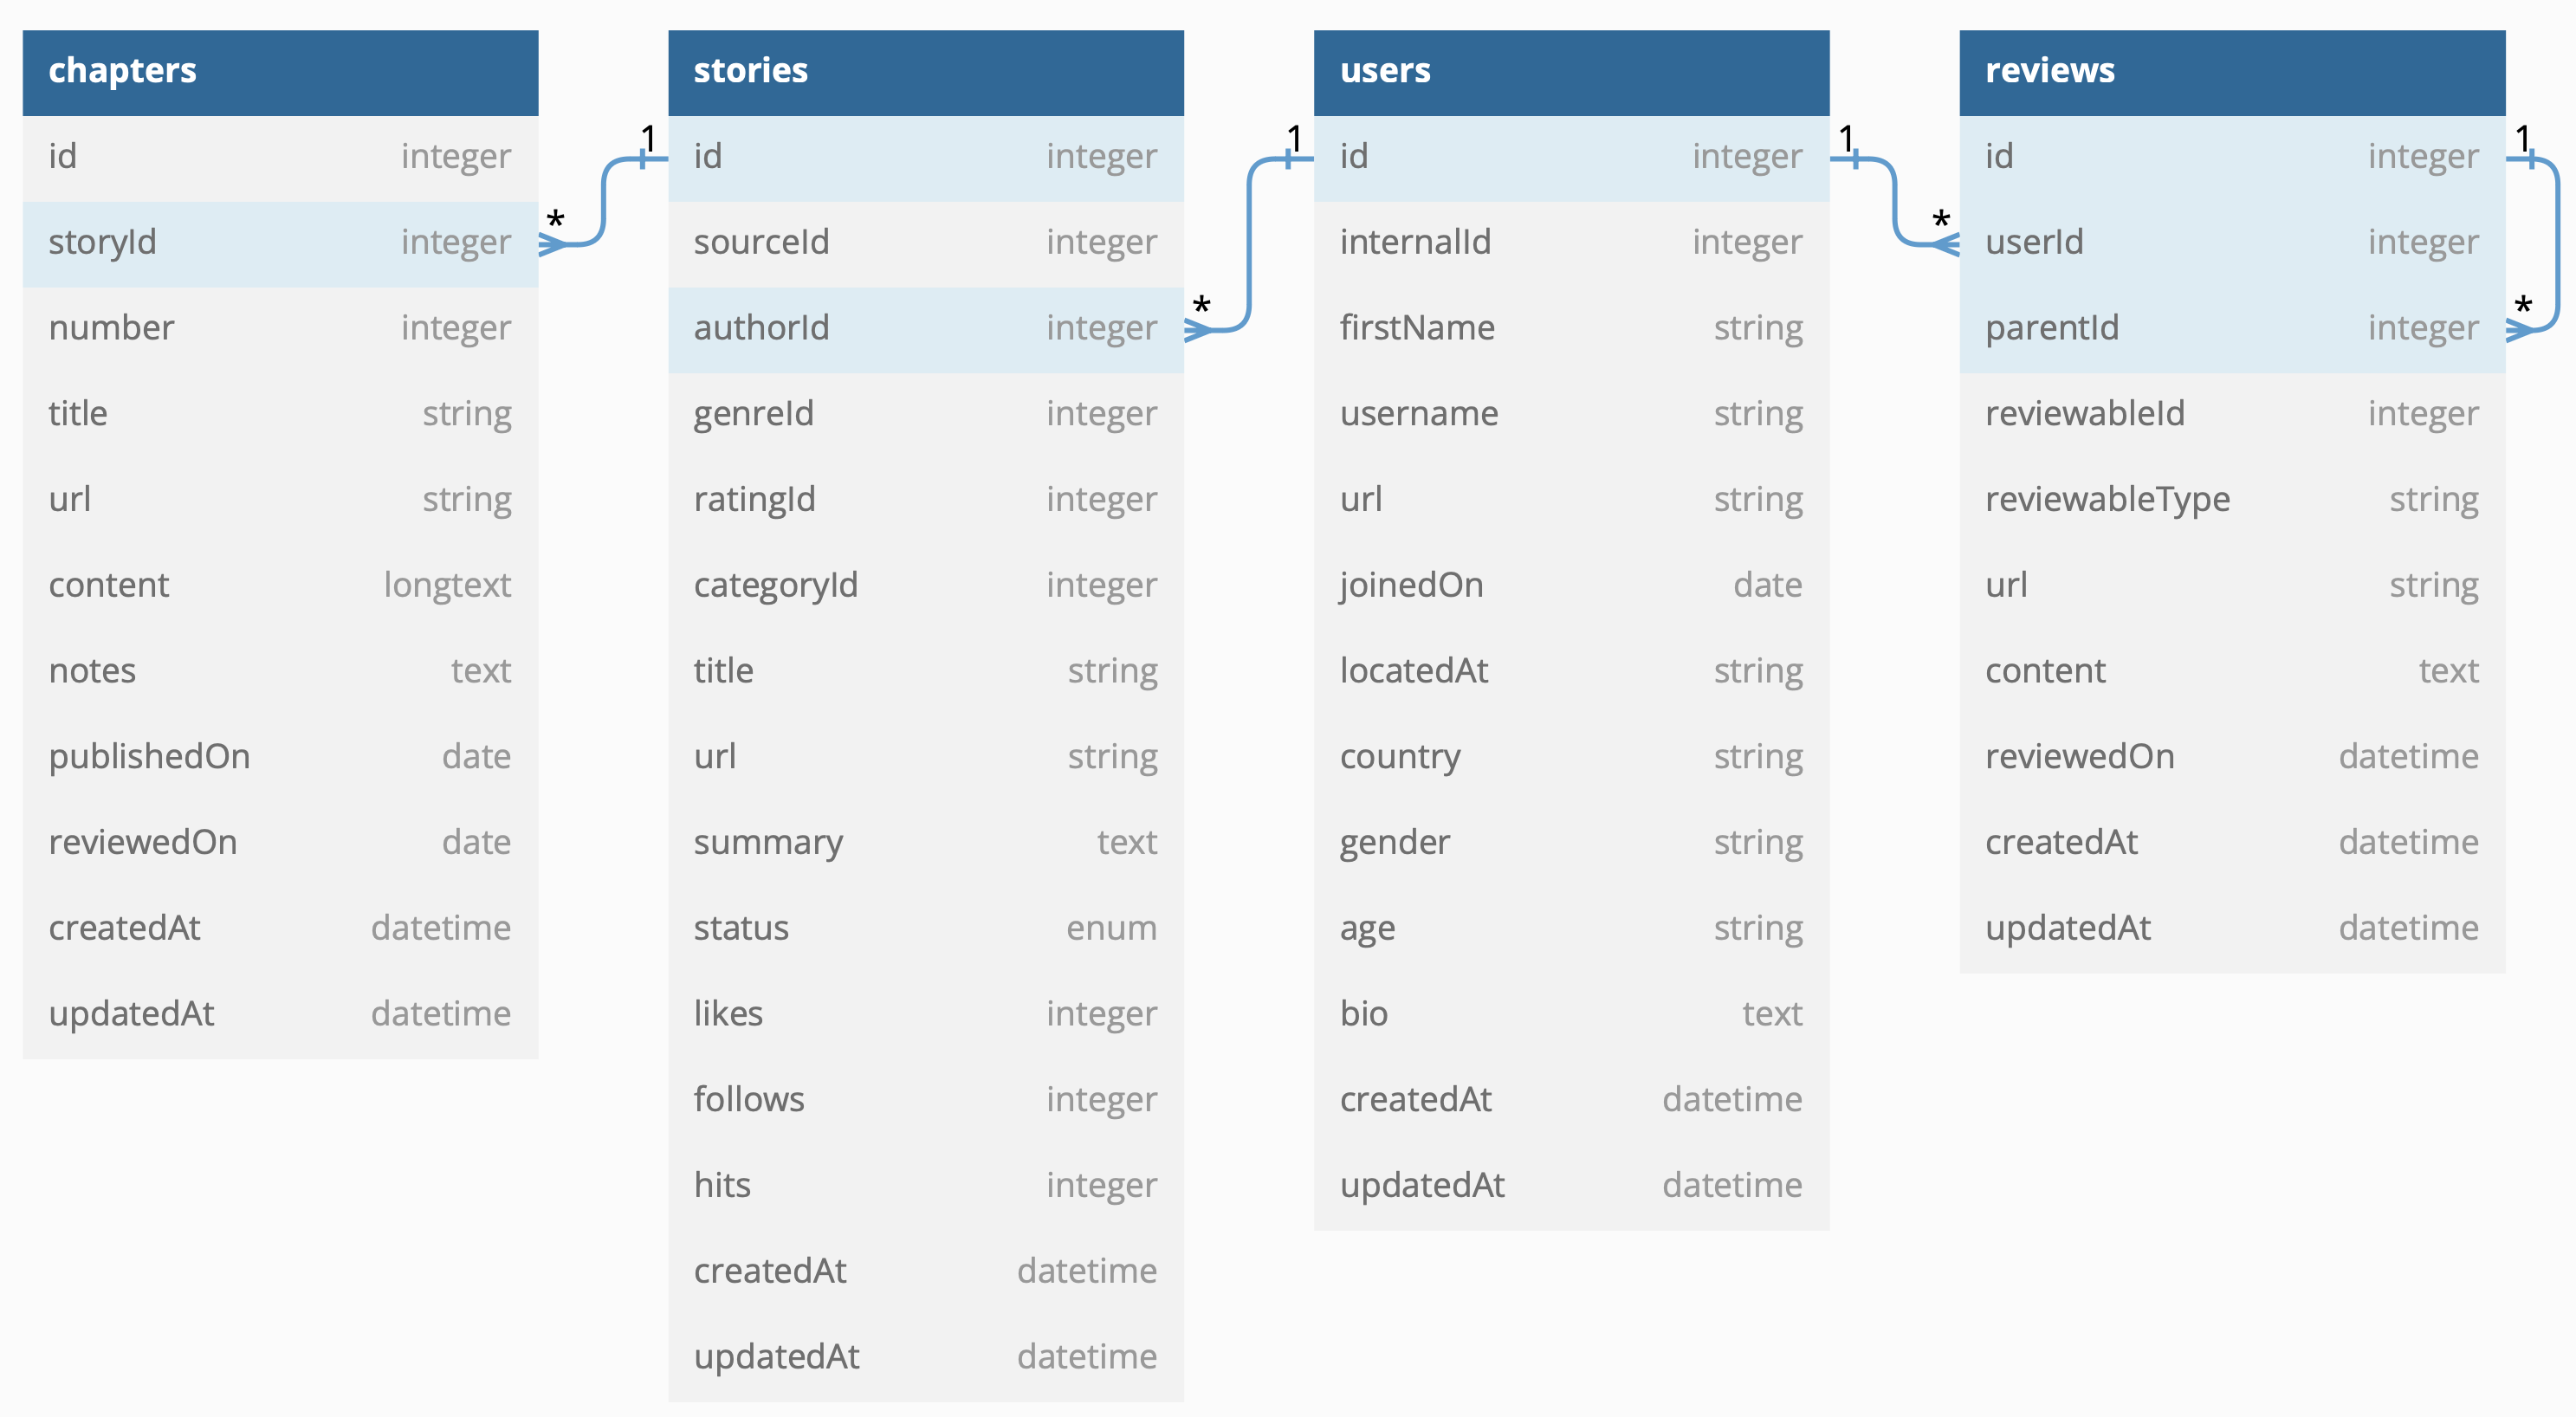 chapters
id integer
storyId integer
number integer
title string
url string
content longtext
notes text
publishedOn date
reviewedOn date
createdAt datetime
updatedAt datetime
* 1
stories
id integer
sourceId integer
authorId integer
genreId integer
ratingId integer
categoryId integer
title string
url string
summary text
status enum
likes integer
follows integer
hits integer
createdAt datetime
updatedAt datetime
* 1
users
id integer
internalId integer
firstName string
username string
url string
joinedOn date
locatedAt string
country string
gender string
age string
bio text
createdAt datetime
updatedAt datetime
1 *
reviews
id integer
userId integer
parentId integer
reviewableId integer
reviewableType string
url string
content text
reviewedOn datetime
createdAt datetime
updatedAt datetime
1
*